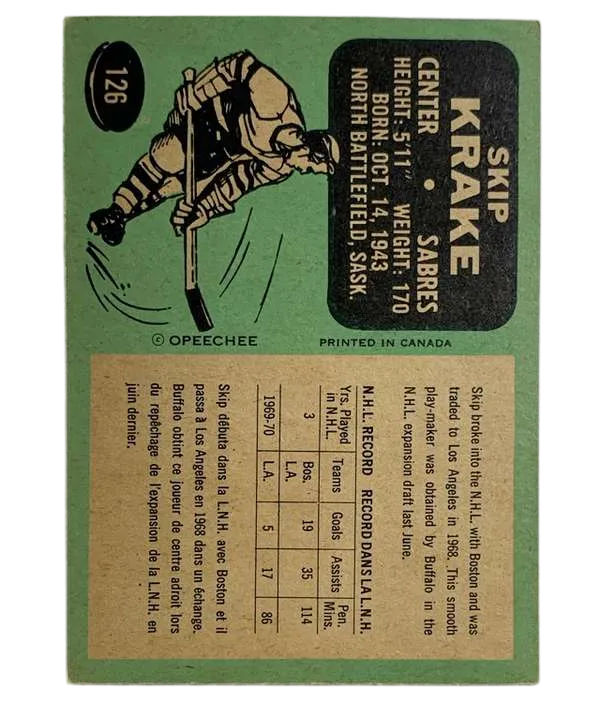 SKIP
KRAKE
CENTER • SABRES
HEIGHT: 5'11" WEIGHT: 170
BORN: OCT. 14, 1943
NORTH BATTLEFIELD, SASK.
126
© OPEECHEE
PRINTED IN CANADA
Skip broke into the N.H.L. with Boston and was
traded to Los Angeles in 1968. This smooth
play-maker was obtained by Buffalo in the
N.H.L. expansion draft last June.
N.H.L. RECORD RECORD DANS LA L.N.H.
Yrs. Played in N.H.L. Teams Goals Assists Pen. Mins.
3 Bos. L.A. 19 35 114
1969-70 L.A. 5 17 86
Skip débuta dans la L.N.H. avec Boston et il
passa à Los Angeles en 1968 dans un échange.
Buffalo obtint ce joueur de centre adroit lors
du repêchage de l'expansion de la L.N.H. en
juin dernier.